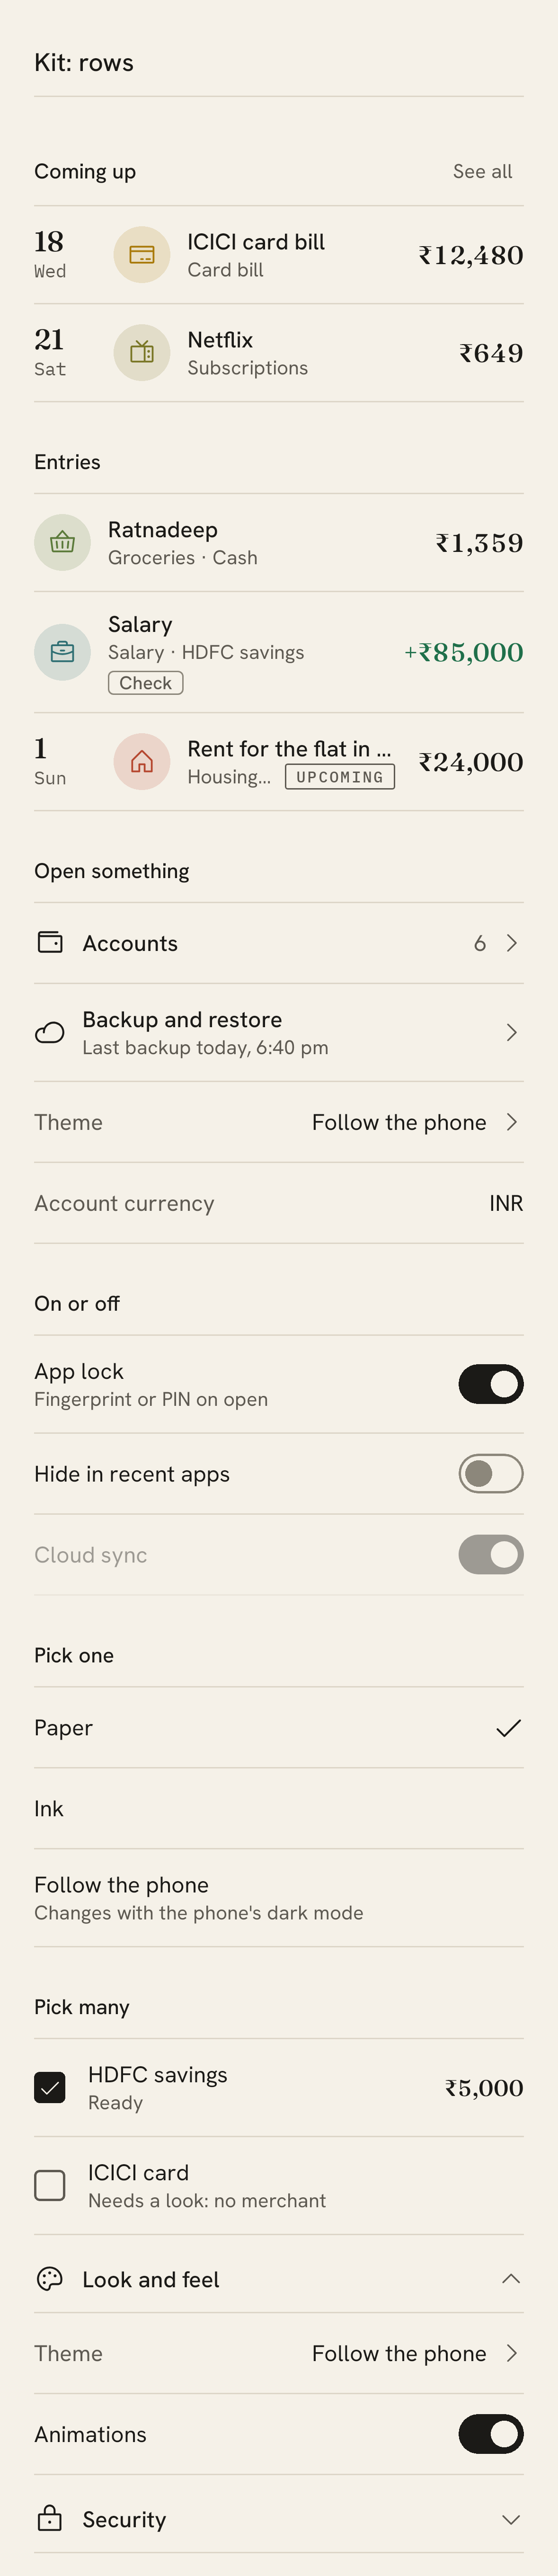 Kit: rows
Coming up
See all
18
Wed
ICICI card bill
Card bill
₹12,480
21
Sat
Netflix
Subscriptions
₹649
Entries
Ratnadeep
Groceries · Cash
₹1,359
Salary
Salary · HDFC savings
Check
+₹85,000
1
Sun
Rent for the flat in ...
Housing... UPCOMING
₹24,000
Open something
Accounts
6
Backup and restore
Last backup today, 6:40 pm
Theme
Follow the phone
Account currency
INR
On or off
App lock
Fingerprint or PIN on open
Hide in recent apps
Cloud sync
Pick one
Paper
Ink
Follow the phone
Changes with the phone's dark mode
Pick many
HDFC savings
Ready
₹5,000
ICICI card
Needs a look: no merchant
Look and feel
Theme
Follow the phone
Animations
Security